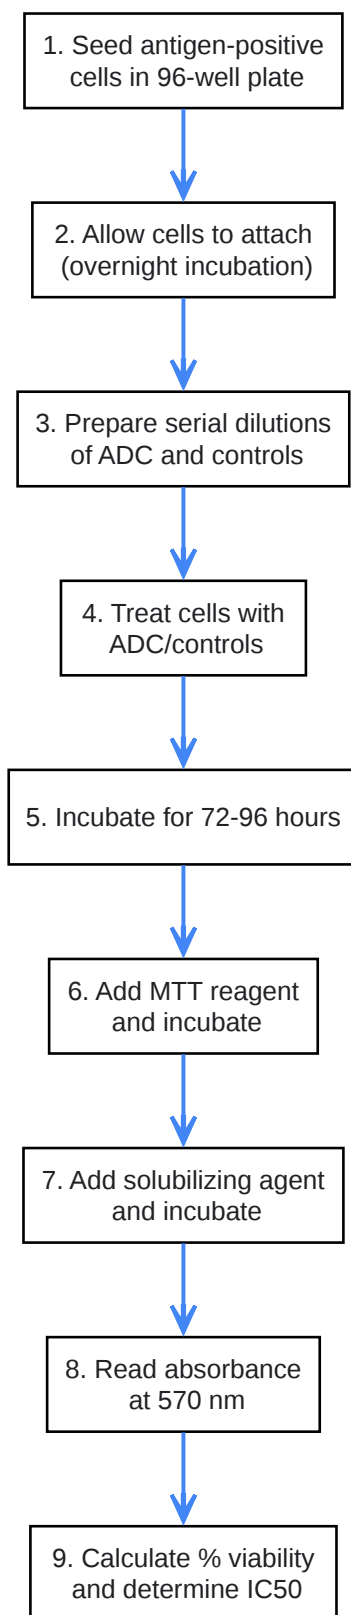 1. Seed antigen-positive
cells in 96-well plate
2. Allow cells to attach
(overnight incubation)
3. Prepare serial dilutions
of ADC and controls
4. Treat cells with
ADC/controls
5. Incubate for 72-96 hours
6. Add MTT reagent
and incubate
7. Add solubilizing agent
and incubate
8. Read absorbance
at 570 nm
9. Calculate % viability
and determine IC50